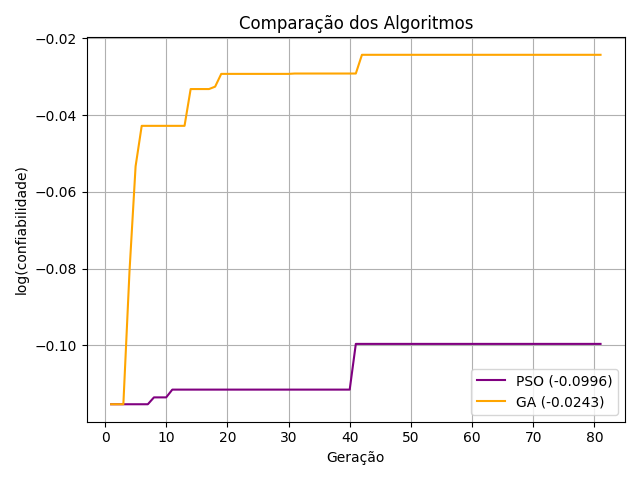 Comparação dos Algoritmos
log(confiabilidade)
−0.02
−0.04
−0.06
−0.08
−0.10
0 10 20 30 40 50 60 70 80
Geração
PSO (-0.0996)
GA (-0.0243)